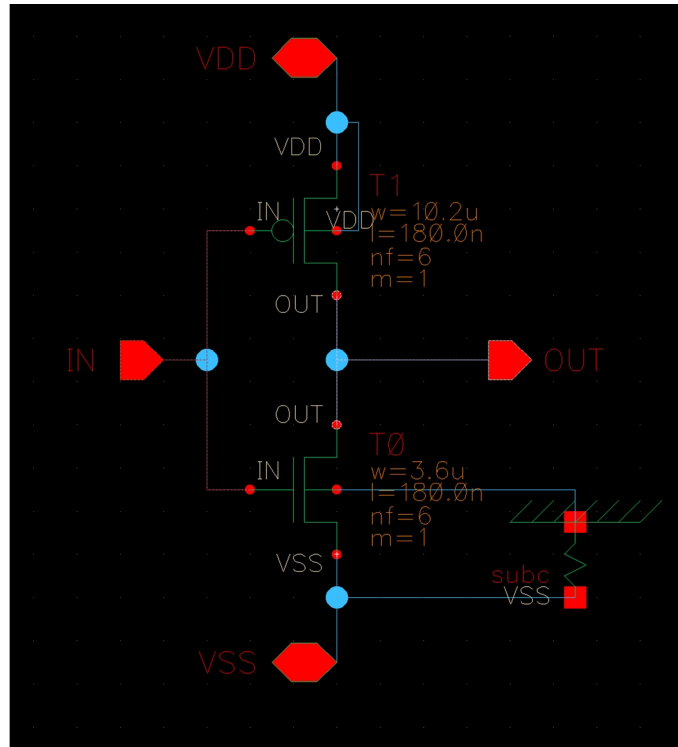 VDD
VDD
T1
IN
VDD
w=10.2u
l=180.0n
nf=6
m=1
OUT
IN
OUT
OUT
T0
IN
w=3.6u
l=180.0n
nf=6
m=1
VSS
subc
VSS
VSS